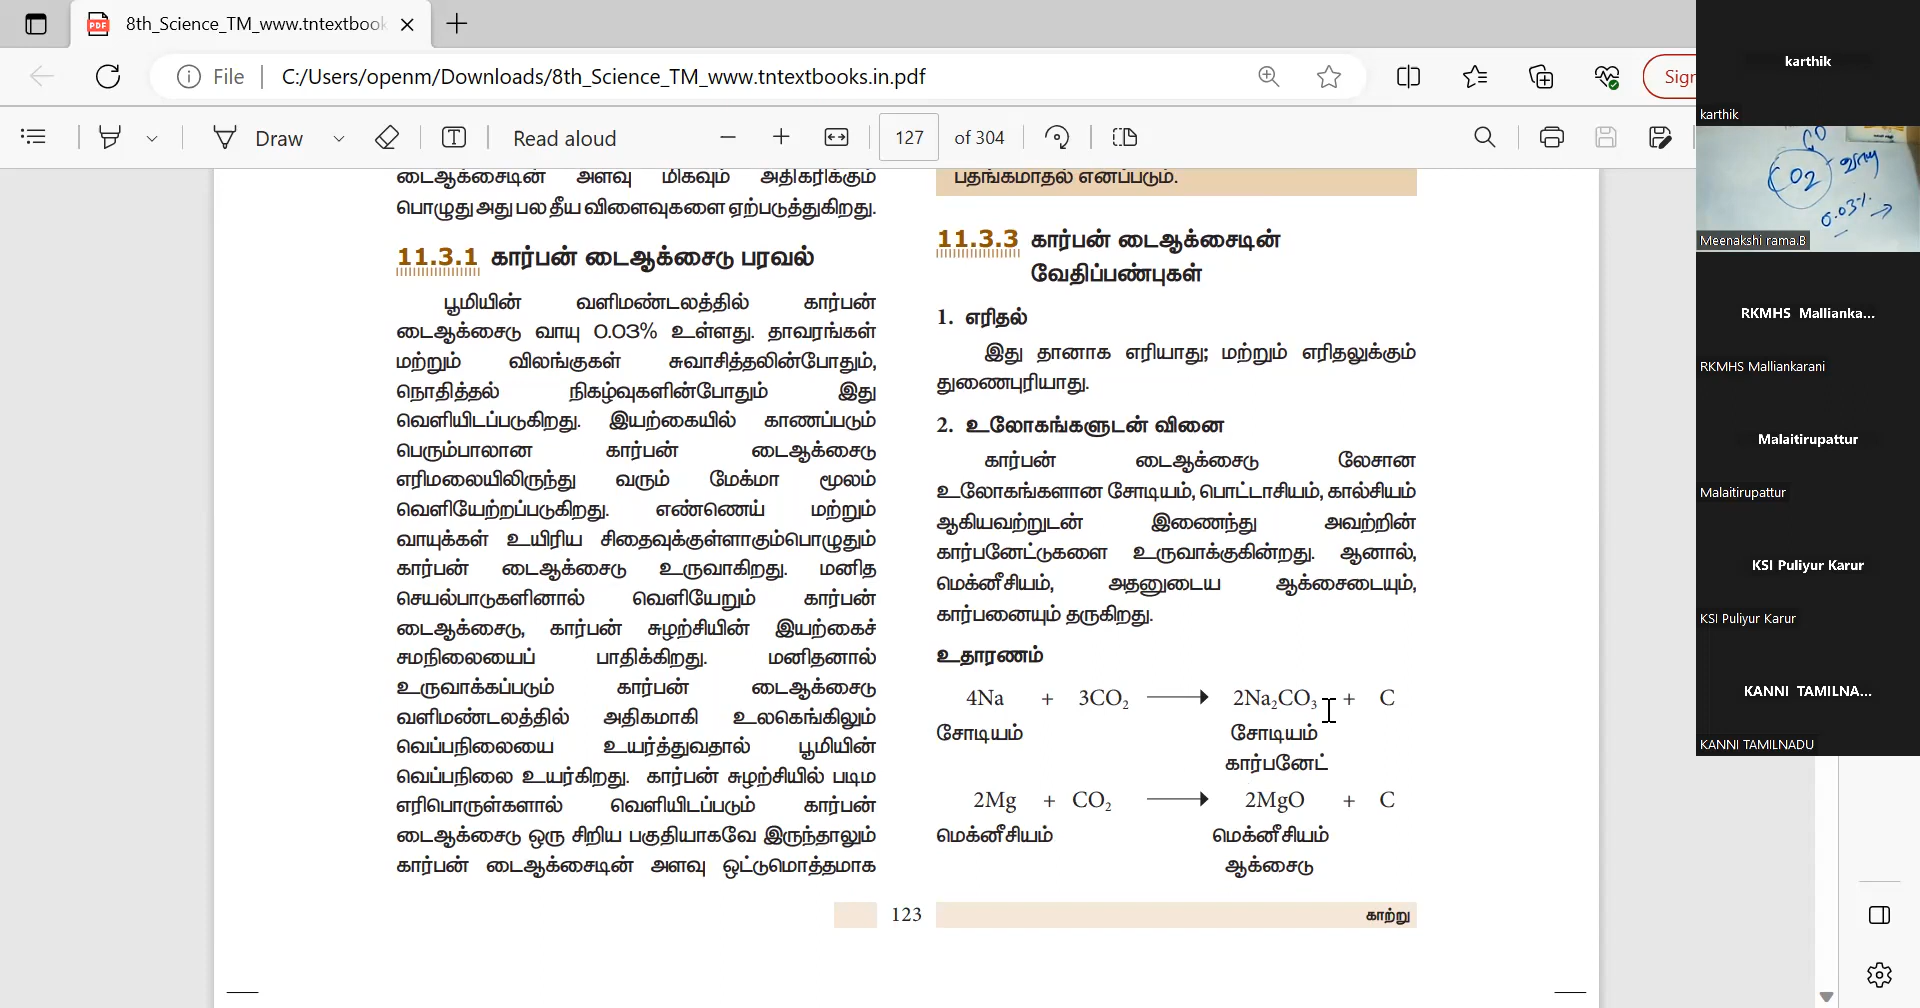 8th_Science_TM_www.tntextbook
File
C:/Users/openm/Downloads/8th_Science_TM_www.tntextbooks.in.pdf
Sign
Draw
Read aloud
127 of 304
டைஆக்சைடின் அளவு மிகவும் அதிகரிக்கும்
பொழுது அது பல தீய விளைவுகளை ஏற்படுத்துகிறது.
11.3.1 கார்பன் டைஆக்சைடு பரவல்
பூமியின் வளிமண்டலத்தில் கார்பன்
டைஆக்சைடு வாயு 0.03% உள்ளது. தாவரங்கள்
மற்றும் விலங்குகள் சுவாசித்தலின்போதும்,
நொதித்தல் நிகழ்வுகளின்போதும் இது
வெளியிடப்படுகிறது. இயற்கையில் காணப்படும்
பெரும்பாலான கார்பன் டைஆக்சைடு
எரிமலையிலிருந்து வரும் மேக்மா மூலம்
வெளியேற்றப்படுகிறது. எண்ணெய் மற்றும்
வாயுக்கள் உயிரிய சிதைவுக்குள்ளாகும்பொழுதும்
கார்பன் டைஆக்சைடு உருவாகிறது. மனித
செயல்பாடுகளினால் வெளியேறும் கார்பன்
டைஆக்சைடு, கார்பன் சுழற்சியின் இயற்கைச்
சமநிலையைப் பாதிக்கிறது. மனிதனால்
உருவாக்கப்படும் கார்பன் டைஆக்சைடு
வளிமண்டலத்தில் அதிகமாகி உலகெங்கிலும்
வெப்பநிலையை உயர்த்துவதால் பூமியின்
வெப்பநிலை உயர்கிறது. கார்பன் சுழற்சியில் படிம
எரிபொருள்களால் வெளியிடப்படும் கார்பன்
டைஆக்சைடு ஒரு சிறிய பகுதியாகவே இருந்தாலும்
கார்பன் டைஆக்சைடின் அளவு ஒட்டுமொத்தமாக
பதங்கமாதல் எனப்படும்.
11.3.3 கார்பன் டைஆக்சைடின்
வேதிப்பண்புகள்
1. எரிதல்
இது தானாக எரியாது; மற்றும் எரிதலுக்கும்
துணைபுரியாது.
2. உலோகங்களுடன் வினை
கார்பன் டைஆக்சைடு லேசான
உலோகங்களான சோடியம், பொட்டாசியம், கால்சியம்
ஆகியவற்றுடன் இணைந்து அவற்றின்
கார்பனேட்டுகளை உருவாக்குகின்றது. ஆனால்,
மெக்னீசியம், அதனுடைய ஆக்சைடையும்,
கார்பனையும் தருகிறது.
உதாரணம்
4Na + 3CO₂ ⟶ 2Na₂CO₃ + C
சோடியம் சோடியம்
கார்பனேட்
2Mg + CO₂ ⟶ 2MgO + C
மெக்னீசியம் மெக்னீசியம்
ஆக்சைடு
123
காற்று
karthik
karthik
CO2 வாயு
0.03%
Meenakshi rama.B
RKMHS Mallianka...
RKMHS Malliankarani
Malaitirupattur
Malaitirupattur
KSI Puliyur Karur
KSI Puliyur Karur
KANNI TAMILNA...
KANNI TAMILNADU